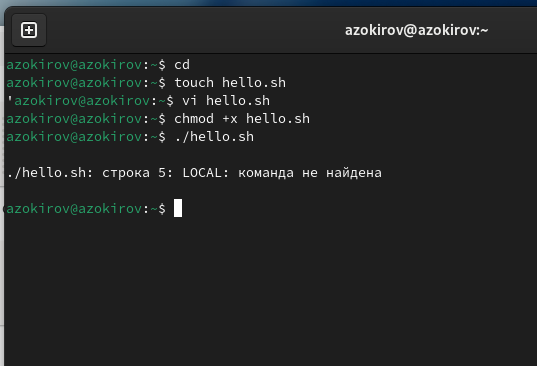 azokirov@azokirov:~
azokirov@azokirov:~$ cd
azokirov@azokirov:~$ touch hello.sh
'azokirov@azokirov:~$ vi hello.sh
azokirov@azokirov:~$ chmod +x hello.sh
azokirov@azokirov:~$ ./hello.sh
./hello.sh: строка 5: LOCAL: команда не найдена
azokirov@azokirov:~$